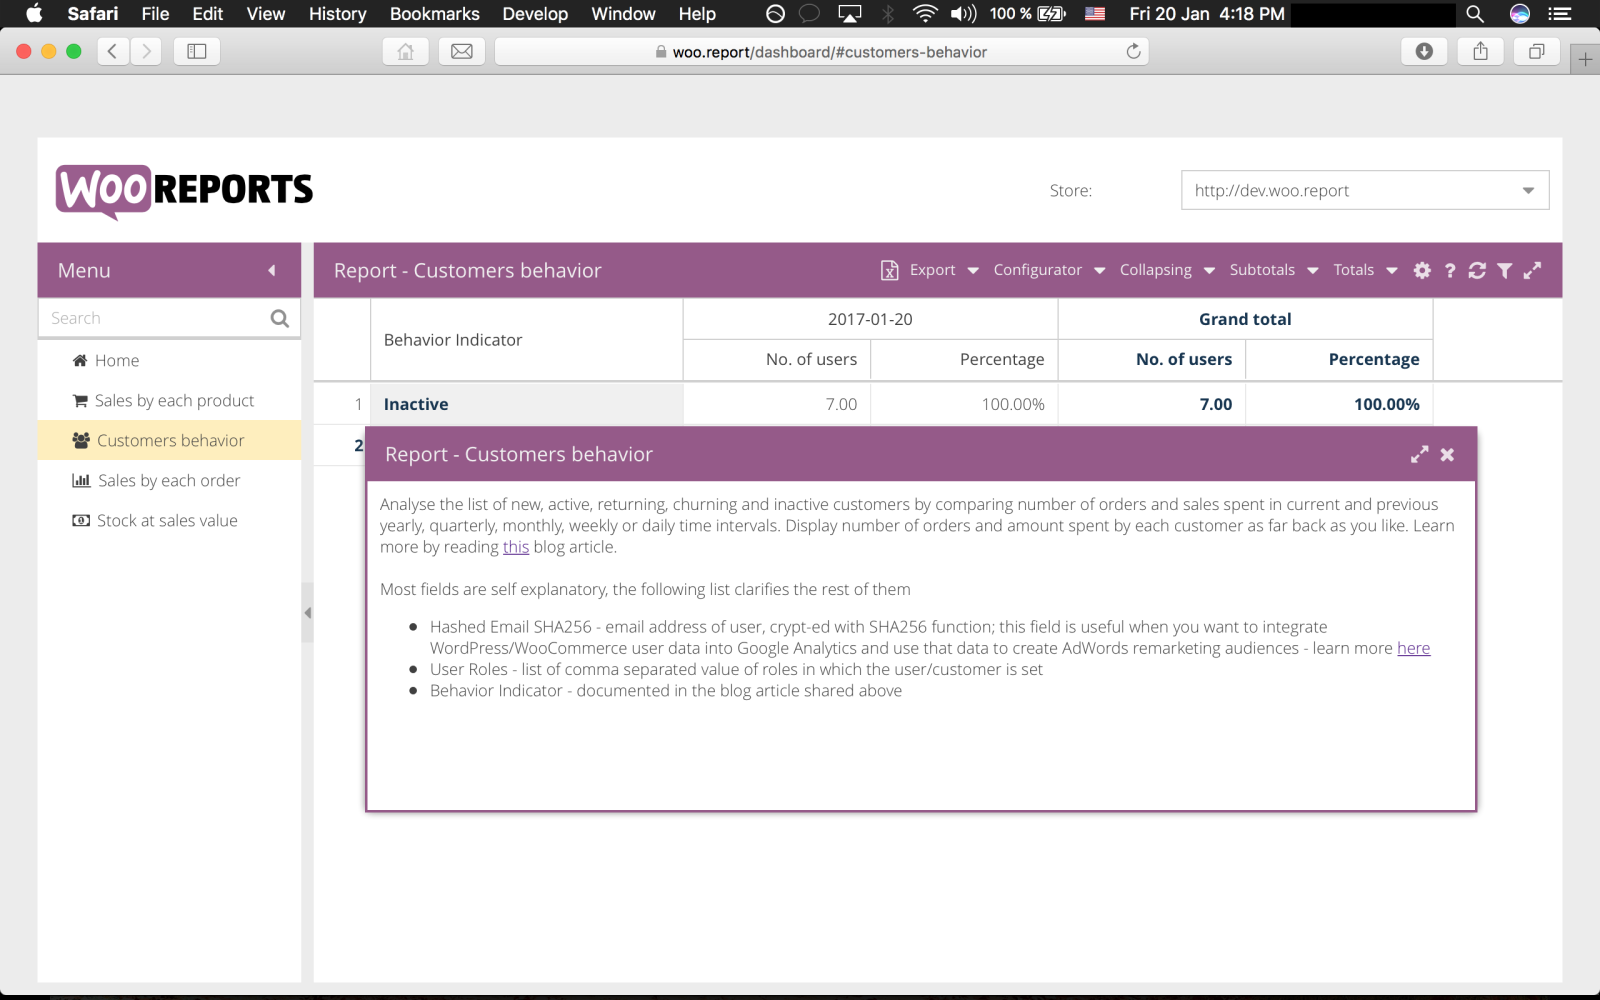 Safari File Edit View History Bookmarks Develop Window Help 100 % Fri 20 Jan 4:18 PM
woo.report/dashboard/#customers-behavior
WOO REPORTS
Store:
http://dev.woo.report
Menu
Report - Customers behavior
Export Configurator Collapsing Subtotals Totals ?
Search
Home
Sales by each product
Customers behavior
Sales by each order
Stock at sales value
Behavior Indicator
2017-01-20 Grand total
No. of users Percentage No. of users Percentage
1 Inactive 7.00 100.00% 7.00 100.00%
2
Report - Customers behavior
Analyse the list of new, active, returning, churning and inactive customers by comparing number of orders and sales spent in current and previous
yearly, quarterly, monthly, weekly or daily time intervals. Display number of orders and amount spent by each customer as far back as you like. Learn
more by reading this blog article.
Most fields are self explanatory, the following list clarifies the rest of them
Hashed Email SHA256 - email address of user, crypt-ed with SHA256 function; this field is useful when you want to integrate
WordPress/WooCommerce user data into Google Analytics and use that data to create AdWords remarketing audiences - learn more here
User Roles - list of comma separated value of roles in which the user/customer is set
Behavior Indicator - documented in the blog article shared above